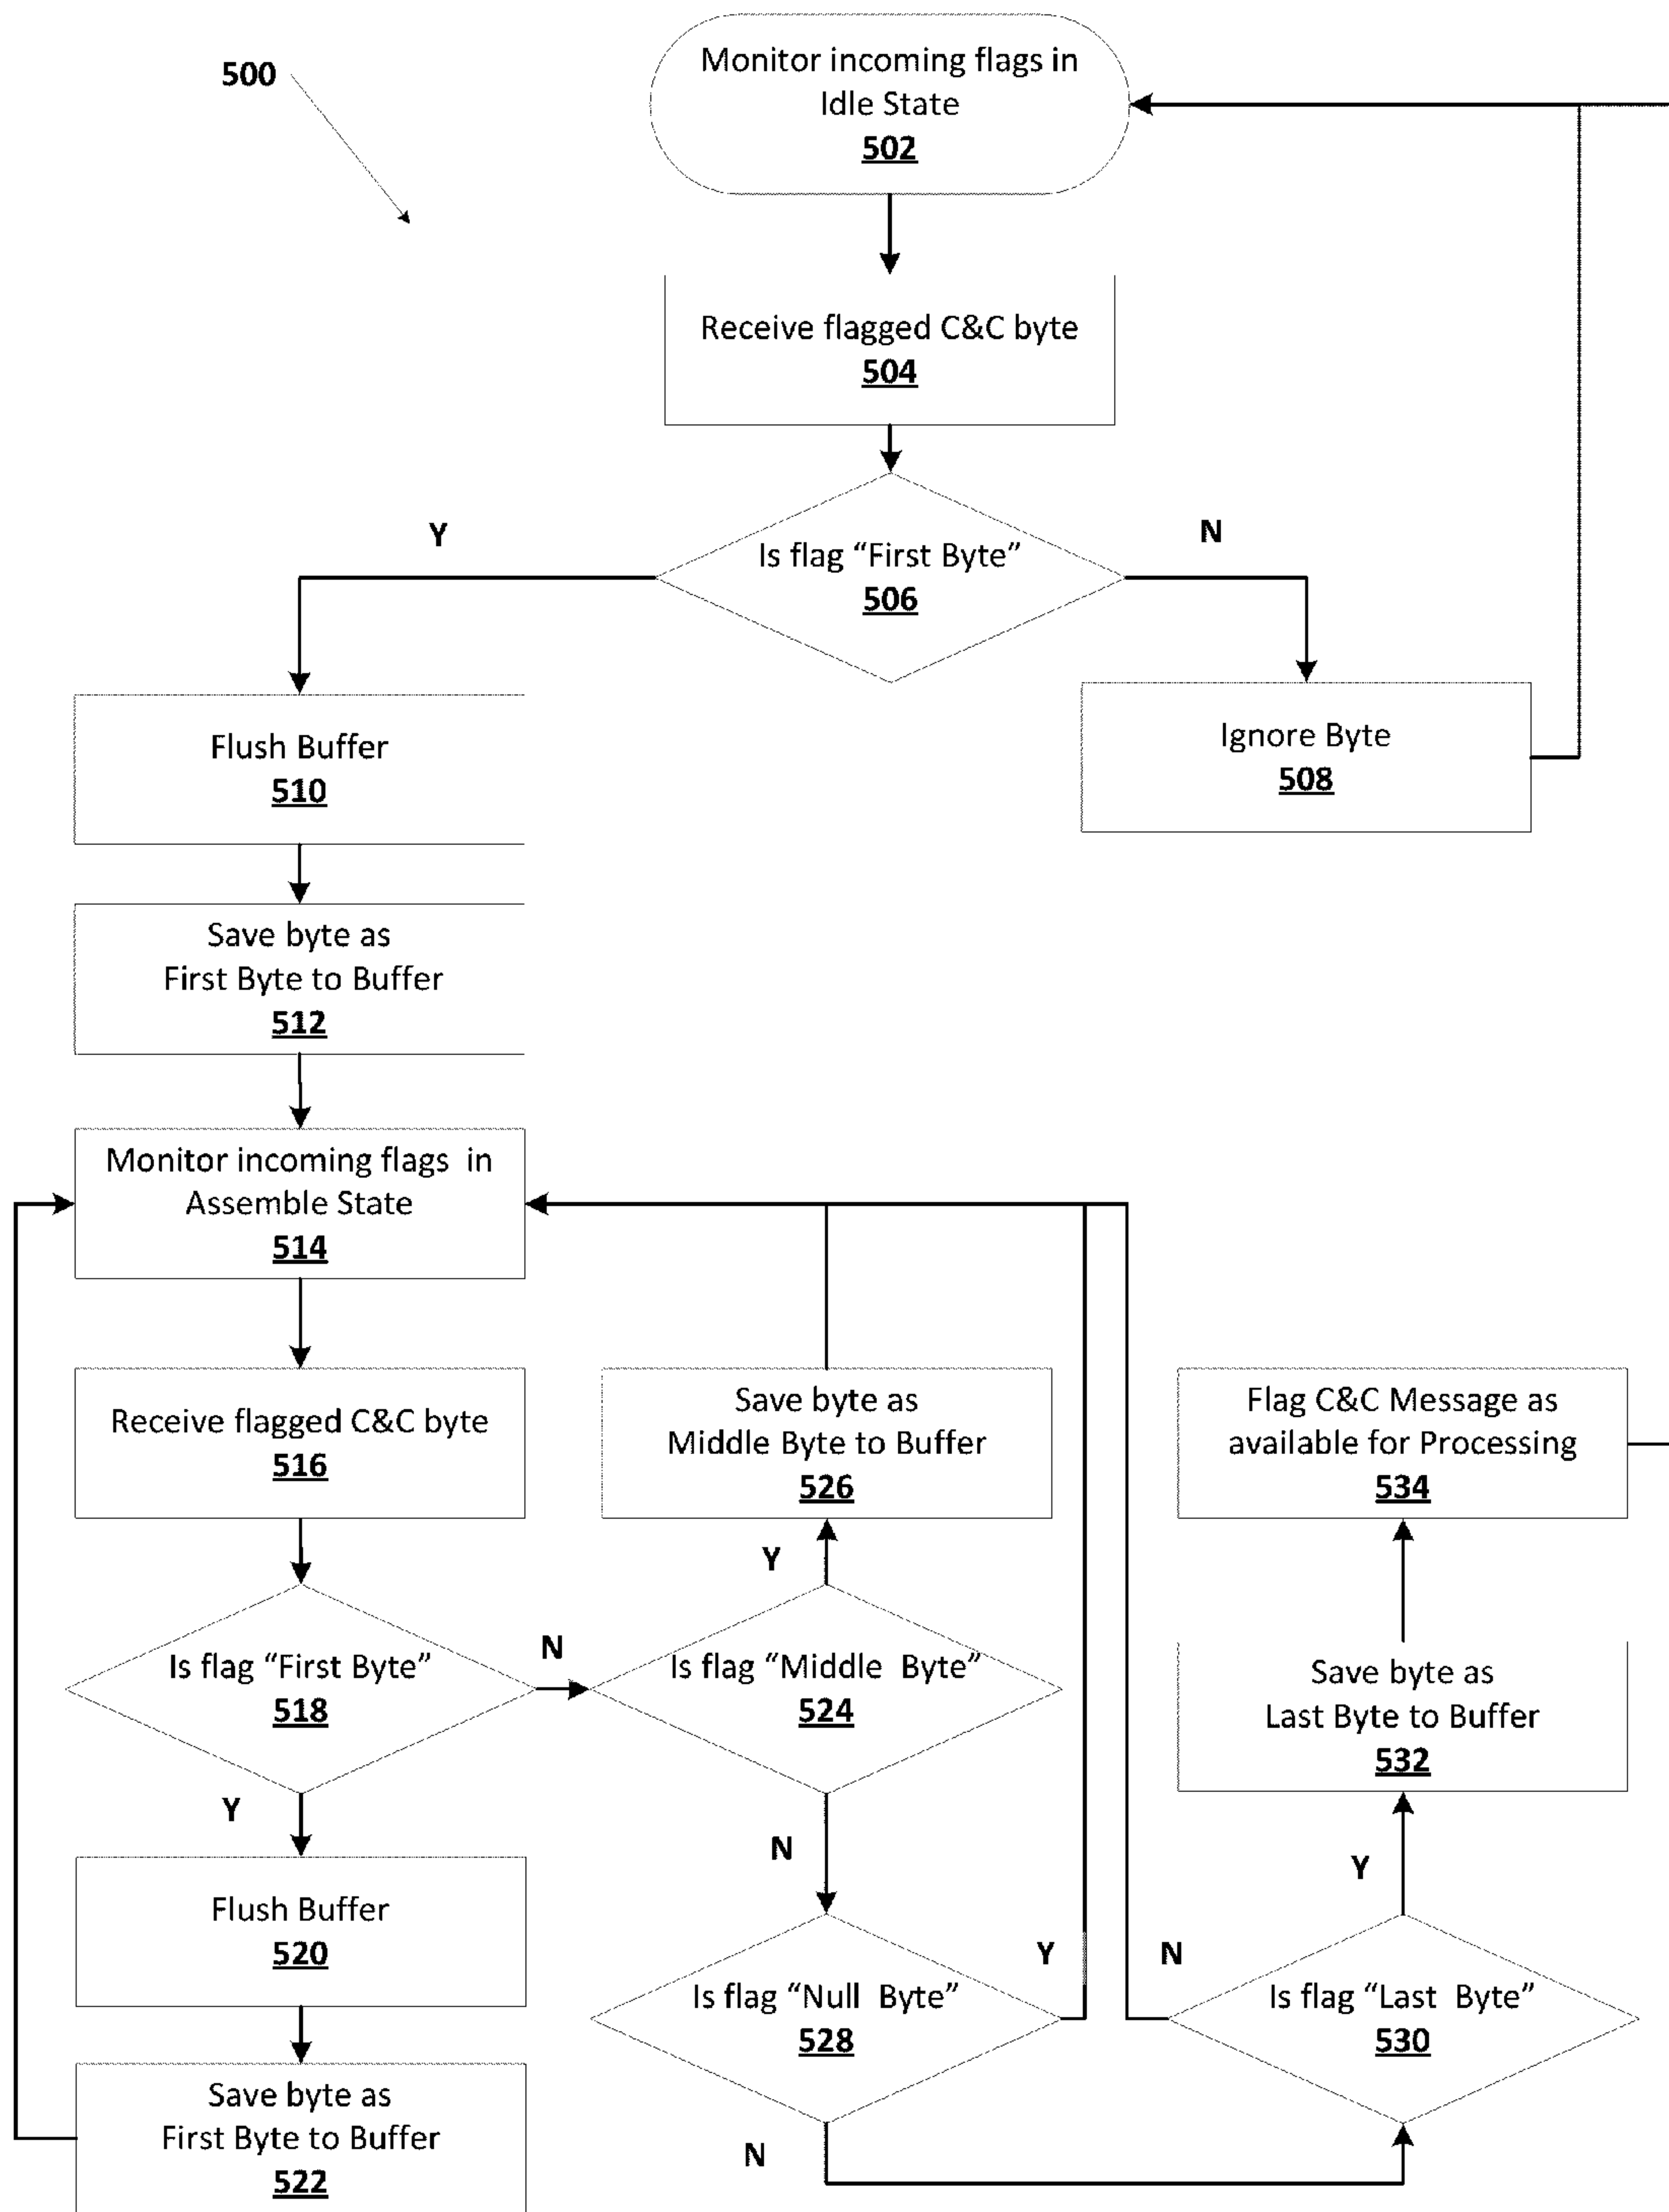 500
Monitor incoming flags in
Idle State
502
Receive flagged C&C byte
504
Y
N
Is flag “First Byte”
506
Flush Buffer
510
Ignore Byte
508
Save byte as
First Byte to Buffer
512
Monitor incoming flags in
Assemble State
514
Receive flagged C&C byte
516
Save byte as
Middle Byte to Buffer
526
Flag C&C Message as
available for Processing
534
Y
Is flag “First Byte”
518
N
Is flag “Middle Byte”
524
Save byte as
Last Byte to Buffer
532
Y
N
Y
Flush Buffer
520
Y
N
Is flag “Null Byte”
528
Is flag “Last Byte”
530
Save byte as
First Byte to Buffer
522
N